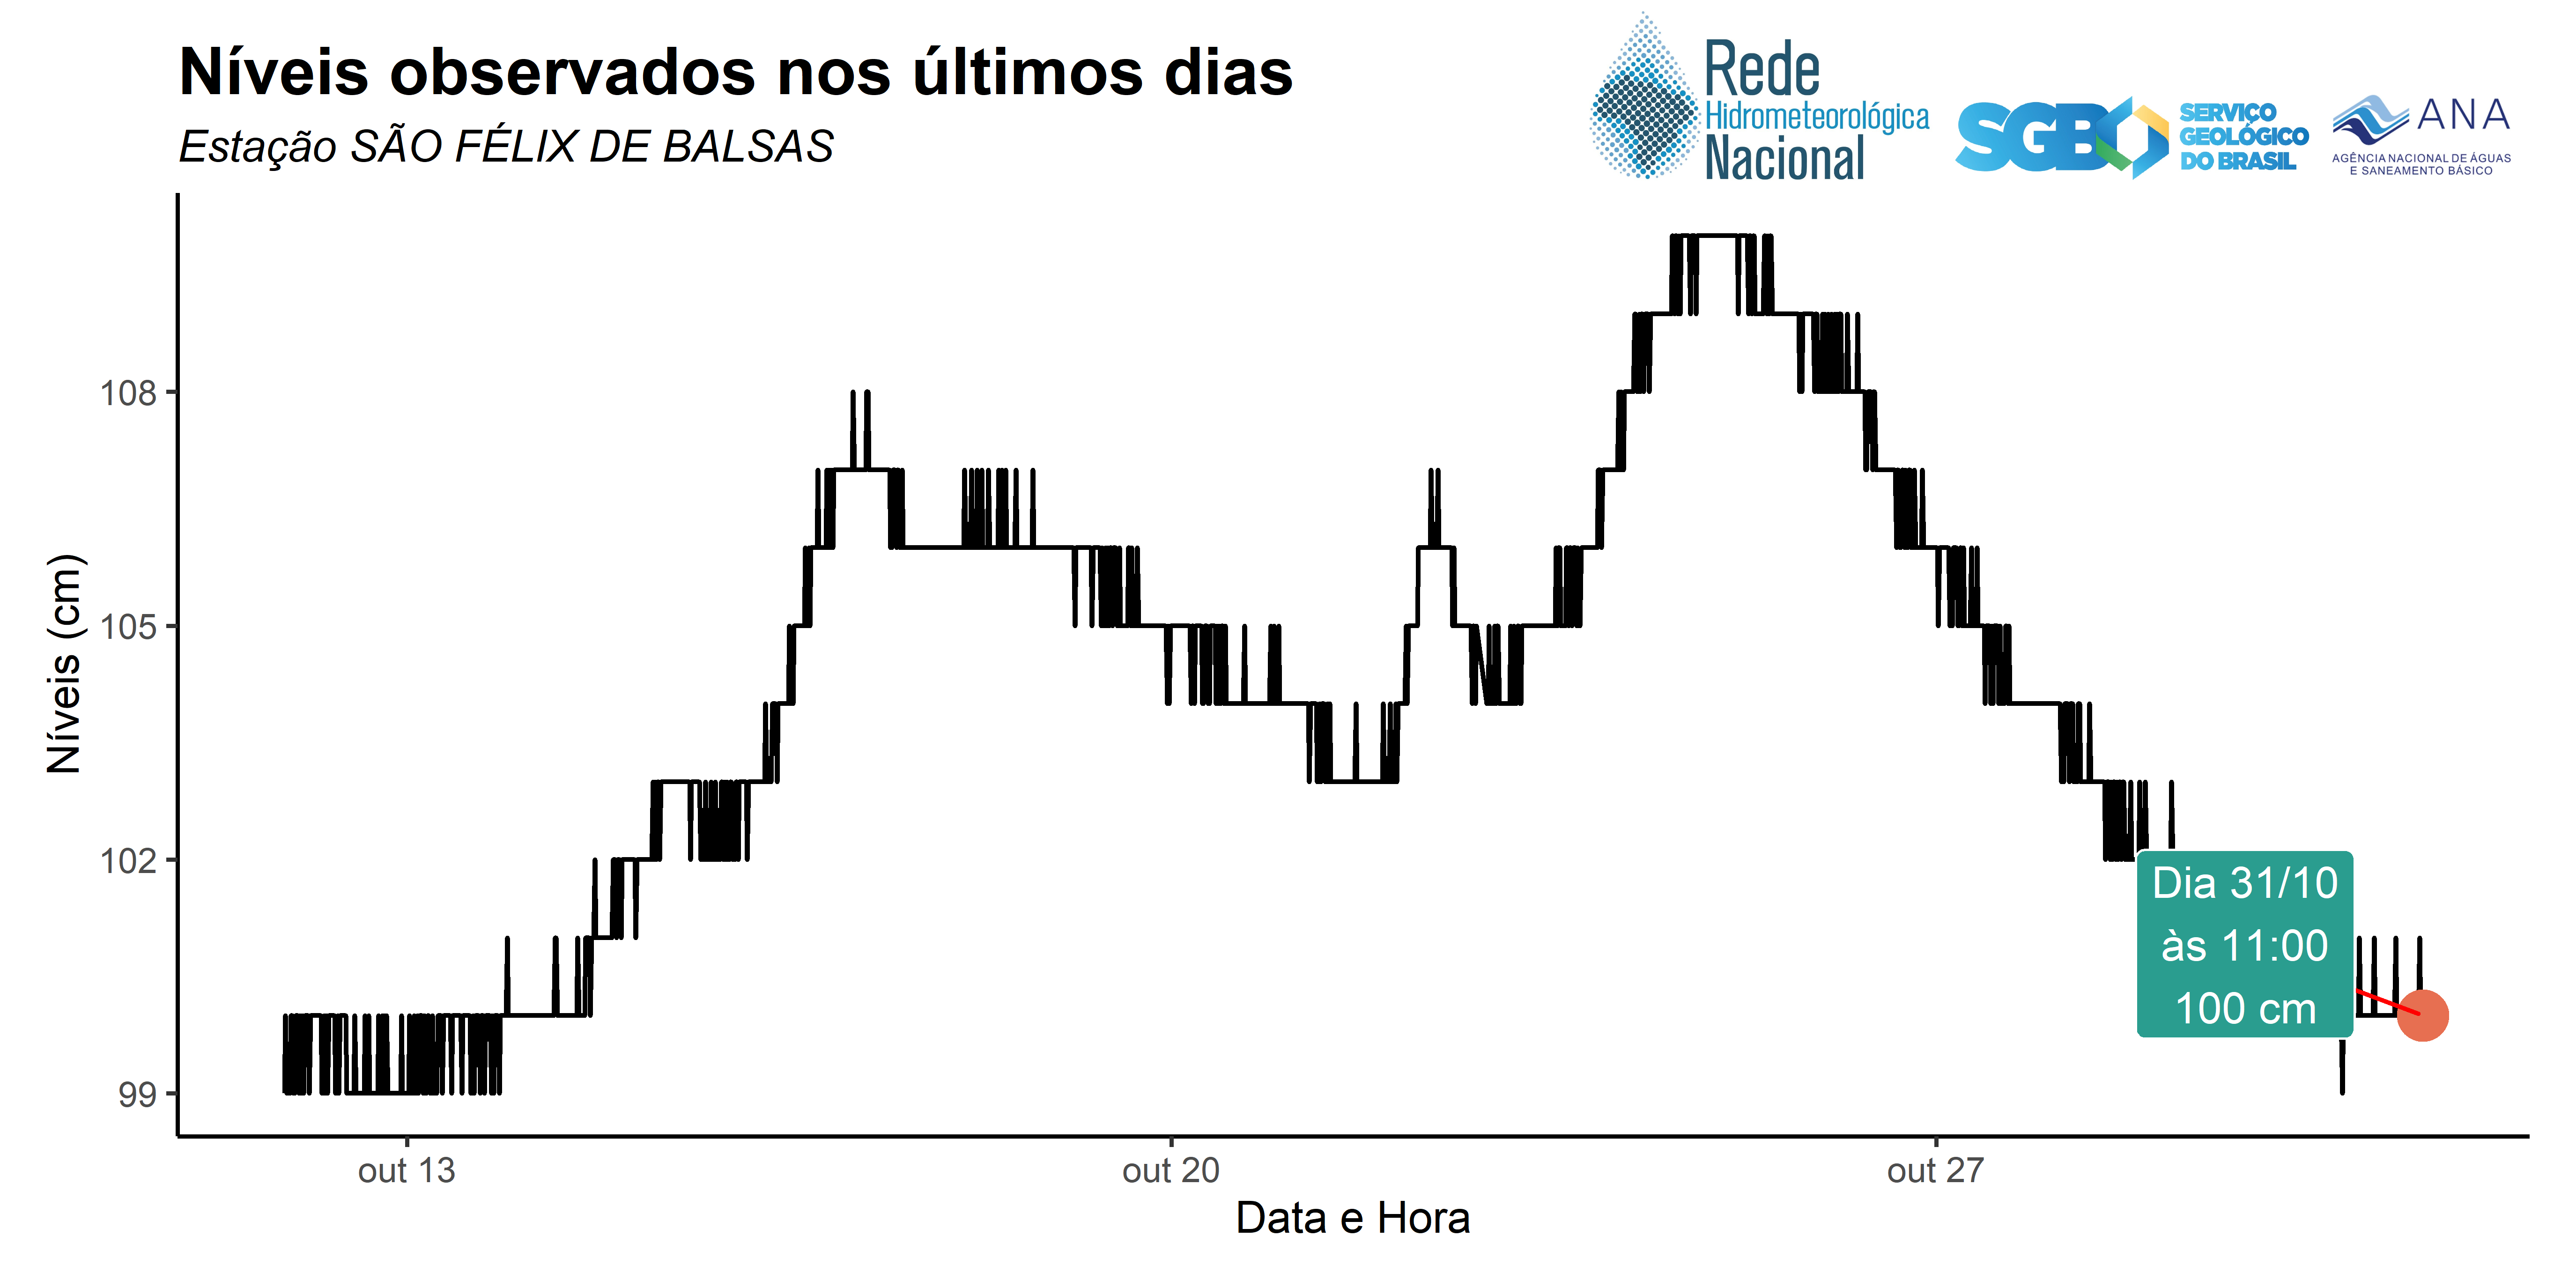 Níveis observados nos últimos dias
Estação SÃO FÉLIX DE BALSAS
Rede
Hidrometeorológica
Nacional
SGB
SERVIÇO
GEOLÓGICO
DO BRASIL
ANA
AGÊNCIA NACIONAL DE ÁGUAS
E SANEAMENTO BÁSICO
Níveis (cm)
108
105
102
99
Dia 31/10
às 11:00
100 cm
out 13
out 20
out 27
Data e Hora